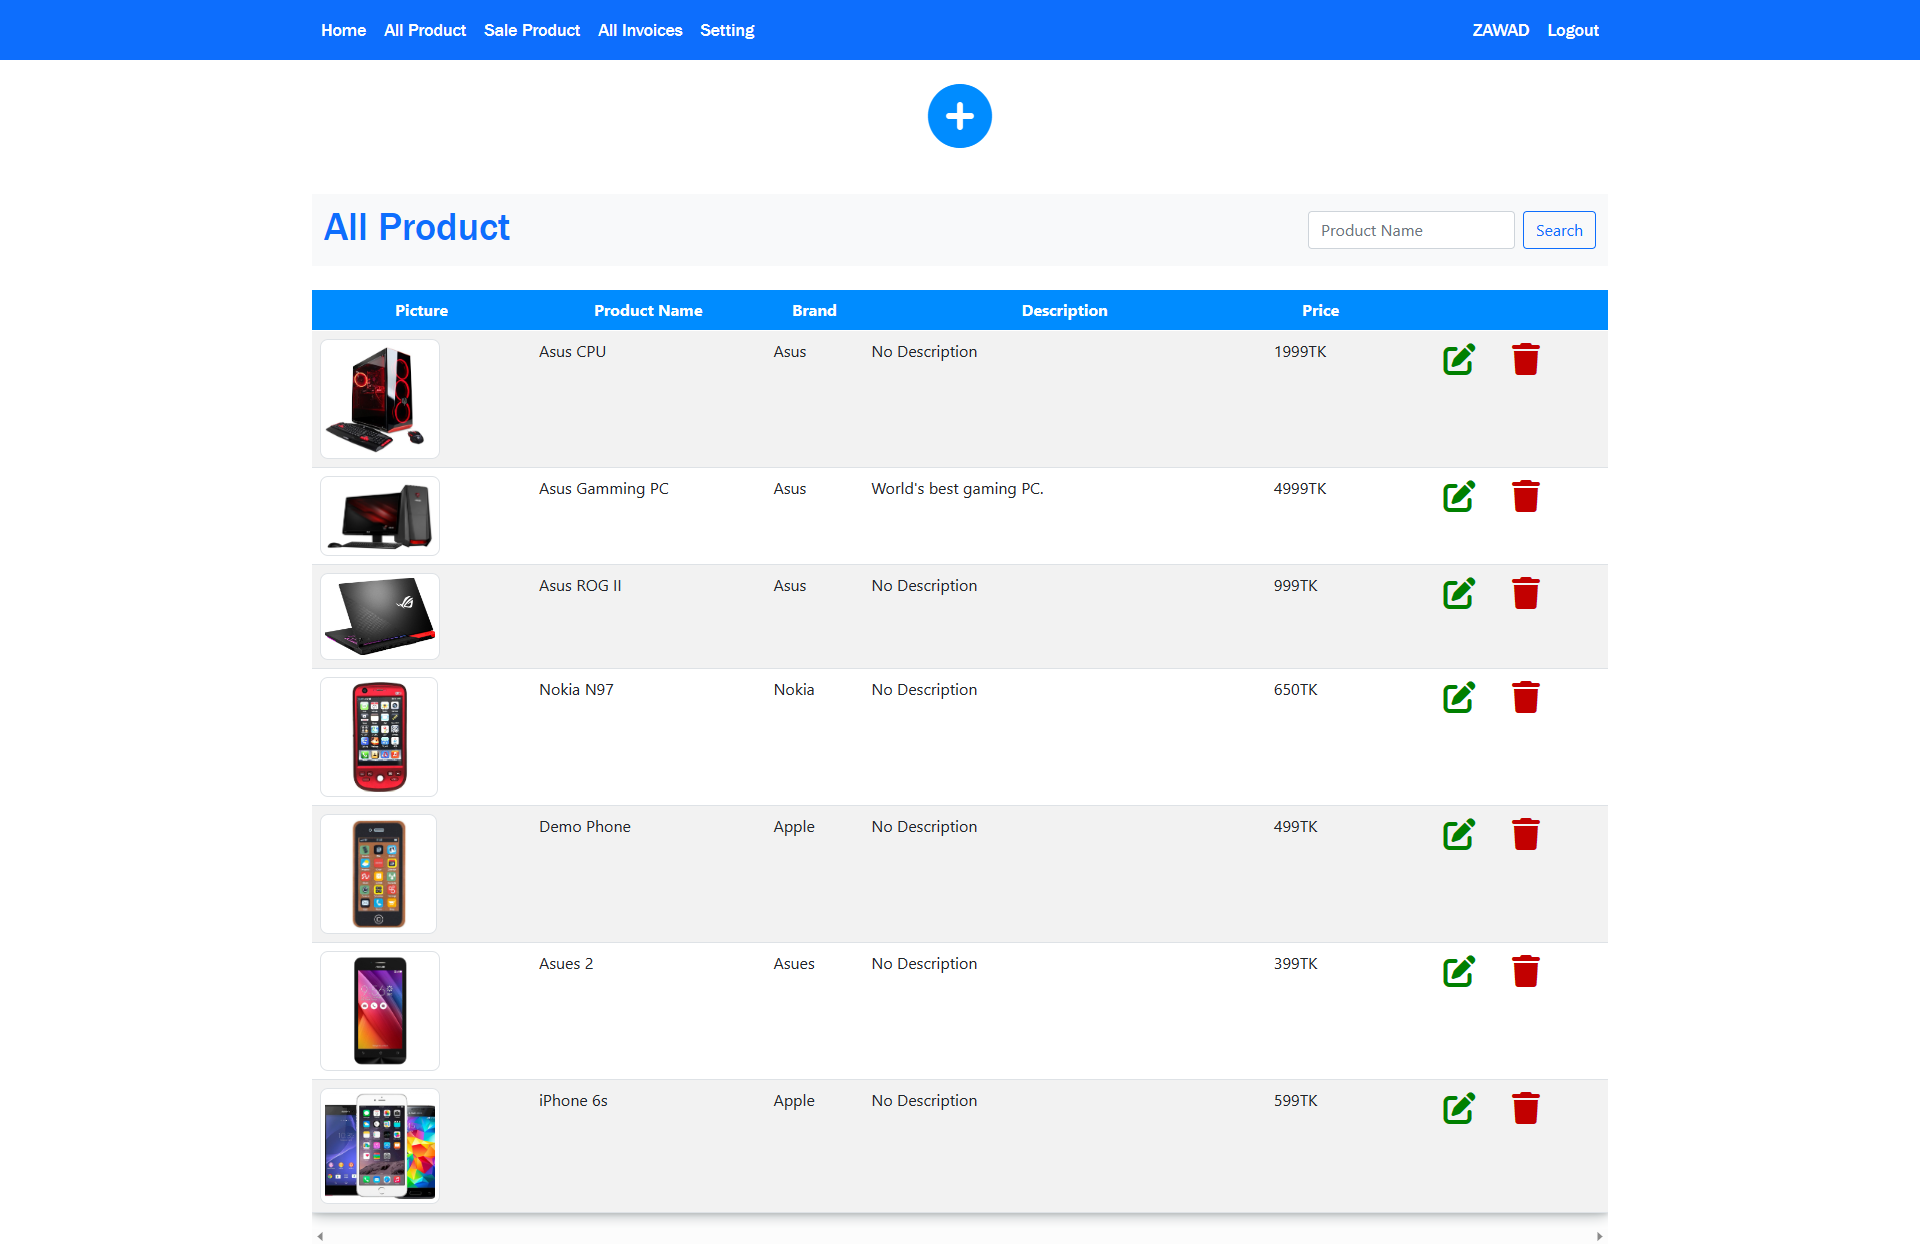 Home All Product Sale Product All Invoices Setting ZAWAD Logout
All Product
Product Name Search
Picture Product Name Brand Description Price
Asus CPU Asus No Description 1999TK
Asus Gamming PC Asus World's best gaming PC. 4999TK
Asus ROG II Asus No Description 999TK
Nokia N97 Nokia No Description 650TK
Demo Phone Apple No Description 499TK
Asues 2 Asues No Description 399TK
iPhone 6s Apple No Description 599TK